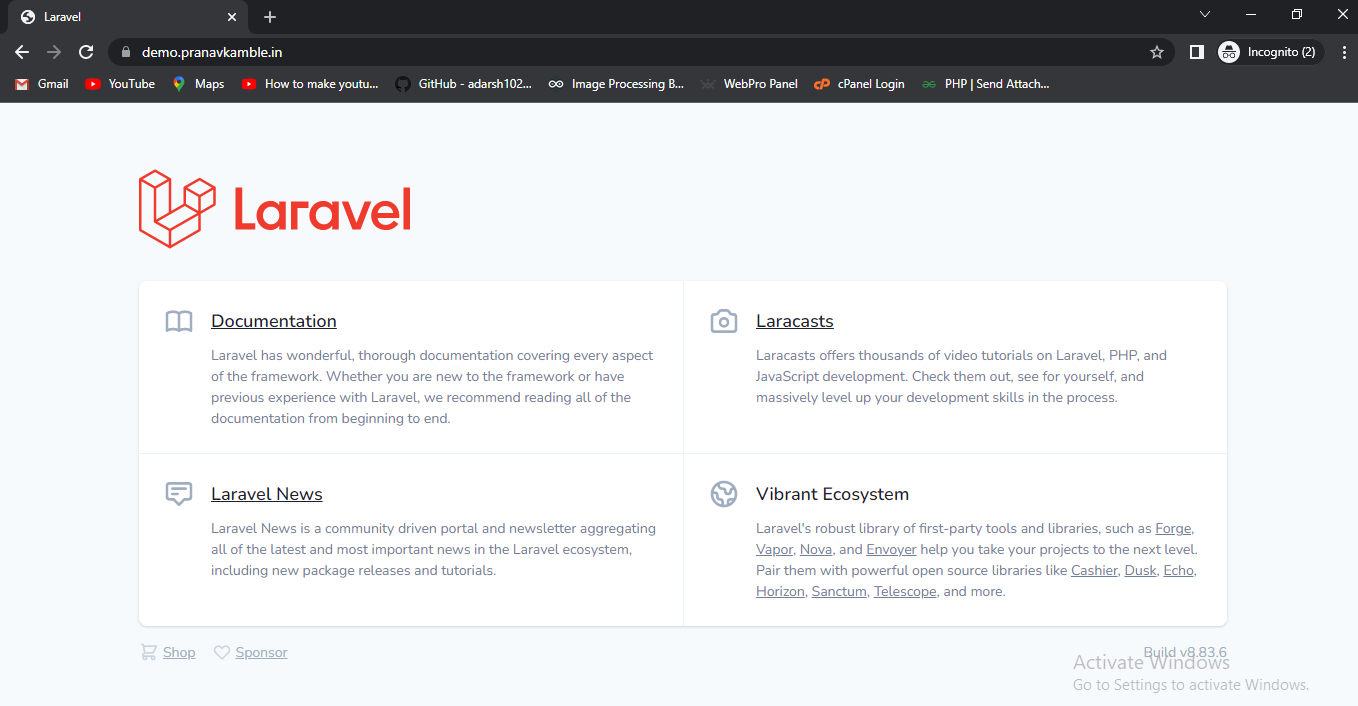 Laravel
demo.pranavkamble.in
Incognito (2)
Gmail YouTube Maps How to make youtu... GitHub - adarsh102... Image Processing B... WebPro Panel cPanel Login PHP | Send Attach...
Laravel
Documentation
Laravel has wonderful, thorough documentation covering every aspect
of the framework. Whether you are new to the framework or have
previous experience with Laravel, we recommend reading all of the
documentation from beginning to end.
Laracasts
Laracasts offers thousands of video tutorials on Laravel, PHP, and
JavaScript development. Check them out, see for yourself, and
massively level up your development skills in the process.
Laravel News
Laravel News is a community driven portal and newsletter aggregating
all of the latest and most important news in the Laravel ecosystem,
including new package releases and tutorials.
Vibrant Ecosystem
Laravel's robust library of first-party tools and libraries, such as Forge,
Vapor, Nova, and Envoyer help you take your projects to the next level.
Pair them with powerful open source libraries like Cashier, Dusk, Echo,
Horizon, Sanctum, Telescope, and more.
Shop Sponsor
Build v8.83.6
Activate Windows
Go to Settings to activate Windows.